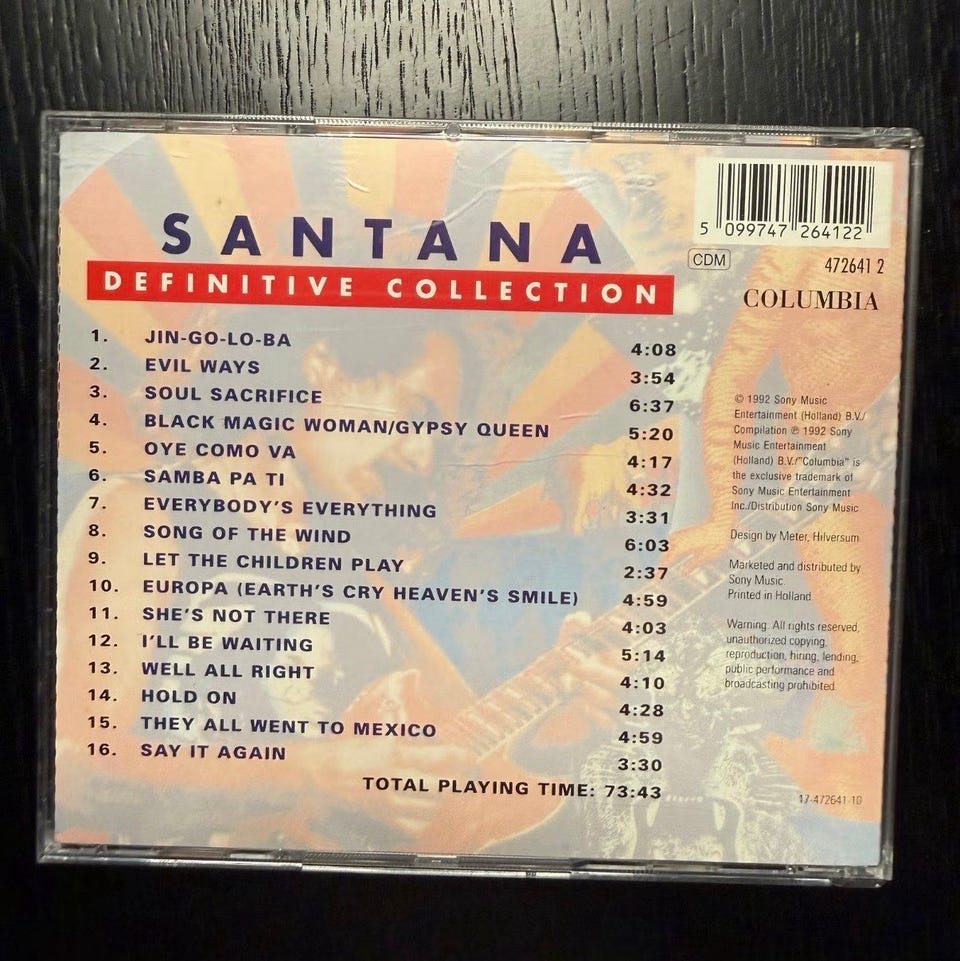 SANTANA
DEFINITIVE COLLECTION
5 099747 264122
CDM
472641 2
COLUMBIA
1. JIN-GO-LO-BA 4:08
2. EVIL WAYS 3:54
3. SOUL SACRIFICE 6:37
4. BLACK MAGIC WOMAN/GYPSY QUEEN 5:20
5. OYE COMO VA 4:17
6. SAMBA PA TI 4:32
7. EVERYBODY'S EVERYTHING 3:31
8. SONG OF THE WIND 6:03
9. LET THE CHILDREN PLAY 2:37
10. EUROPA (EARTH'S CRY HEAVEN'S SMILE) 4:59
11. SHE'S NOT THERE 4:03
12. I'LL BE WAITING 5:14
13. WELL ALL RIGHT 4:10
14. HOLD ON 4:28
15. THEY ALL WENT TO MEXICO 4:59
16. SAY IT AGAIN 3:30
TOTAL PLAYING TIME: 73:43
© 1992 Sony Music
Entertainment (Holland) B.V./
Compilation ℗ 1992 Sony
Music Entertainment
(Holland) B.V./"Columbia" is
the exclusive trademark of
Sony Music Entertainment
Inc./Distribution Sony Music
Design by Meter, Hilversum
Marketed and distributed by
Sony Music.
Printed in Holland.
Warning: All rights reserved,
unauthorized copying,
reproduction, hiring, lending,
public performance and
broadcasting prohibited.
17-472641-10